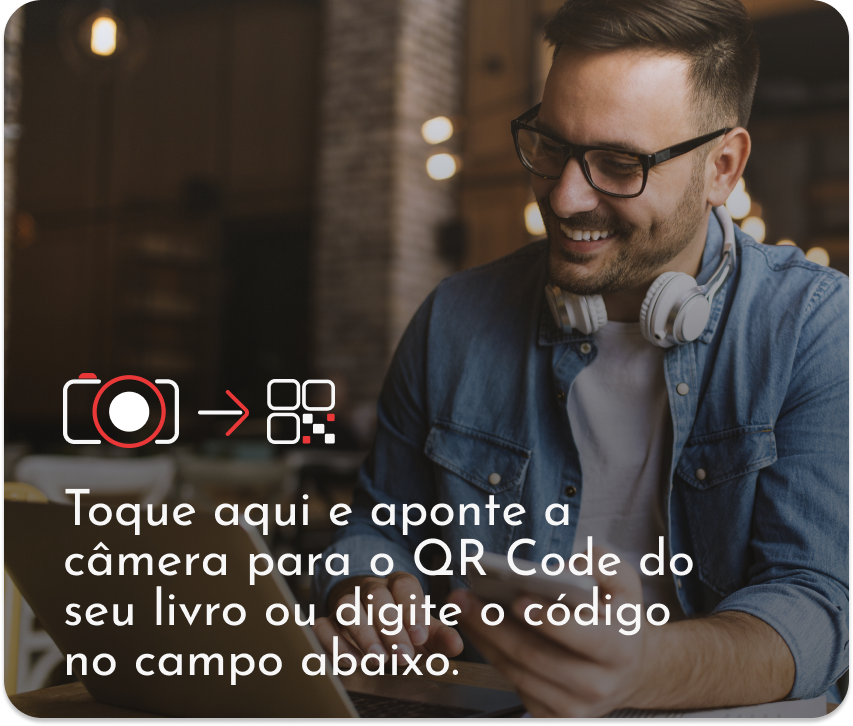 Toque aqui e aponte a
câmera para o QR Code do
seu livro ou digite o código
no campo abaixo.